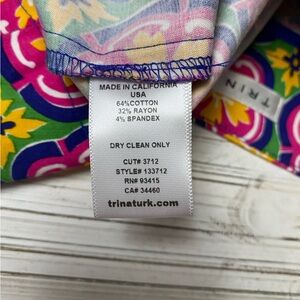 MADE IN CALIFORNIA
USA
64%COTTON
32% RAYON
4% SPANDEX
DRY CLEAN ONLY
CUT# 3712
STYLE# 133712
RN# 93415
CA# 34460
trinaturk.com
TRIN